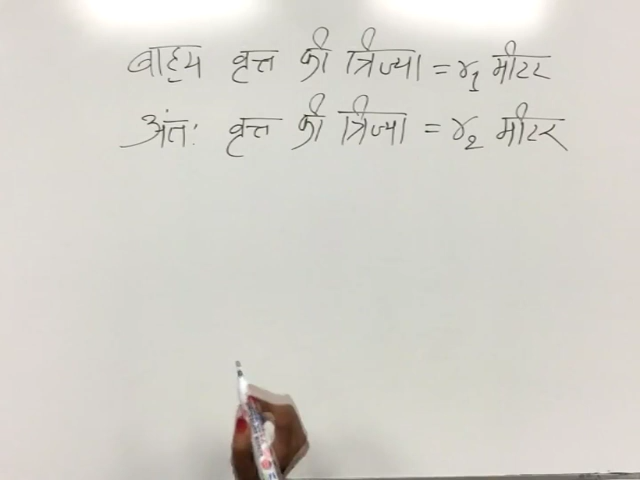 बाह्य वृत्त की त्रिज्या = r₁ मीटर
अंतः वृत्त की त्रिज्या = r₂ मीटर